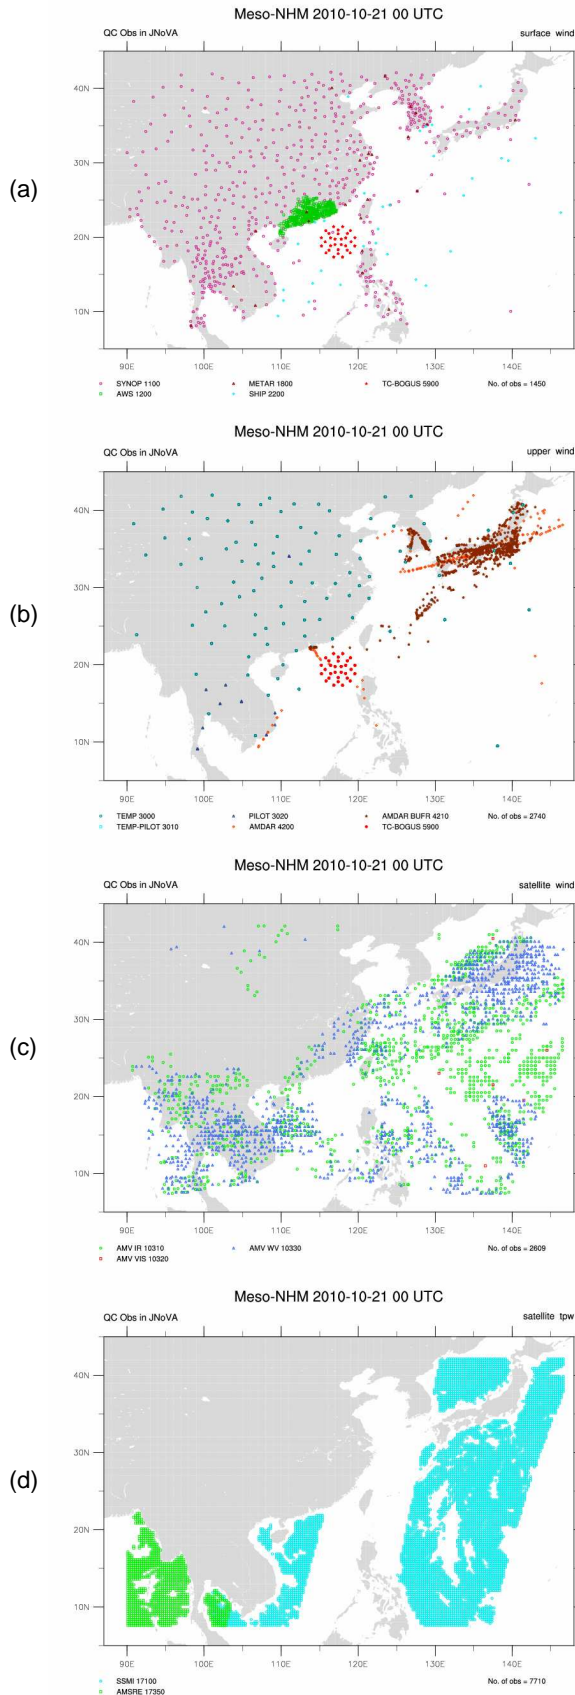 Meso-NHM 2010-10-21 00 UTC
QC Obs in JNoVA surface wind
40N
30N
(a)
20N
10N
90E 100E 110E 120E 130E 140E
SYNOP 1100 METAR 1800 TC-BOGUS 5900 No. of obs = 1450
AWS 1200 SHIP 2200
Meso-NHM 2010-10-21 00 UTC
QC Obs in JNoVA upper wind
40N
30N
(b)
20N
10N
90E 100E 110E 120E 130E 140E
TEMP 3000 PILOT 3020 AMDAR BUFR 4210 No. of obs = 2740
TEMP-PILOT 3010 AMDAR 4200 TC-BOGUS 5900
Meso-NHM 2010-10-21 00 UTC
QC Obs in JNoVA satellite wind
40N
30N
(c)
20N
10N
90E 100E 110E 120E 130E 140E
AMV IR 10310 AMV WV 10330 No. of obs = 2609
AMV VIS 10320
Meso-NHM 2010-10-21 00 UTC
QC Obs in JNoVA satellite tpw
40N
30N
(d)
20N
10N
90E 100E 110E 120E 130E 140E
SSMI 17100 No. of obs = 7710
AMSRE 17350